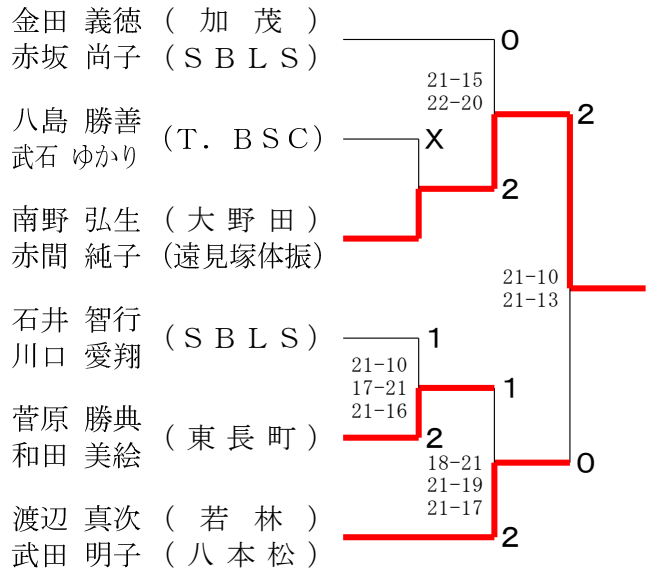 金田 義徳 ( 加 茂 )
赤坂 尚子 (ＳＢＬＳ)
0
21-15
22-20
2
八島 勝善
武石 ゆかり
(Ｔ．ＢＳＣ)
X
2
南野 弘生 ( 大 野 田 )
赤間 純子 (遠見塚体振)
21-10
21-13
石井 智行
川口 愛翔
(ＳＢＬＳ)
1
21-10
17-21
21-16
1
菅原 勝典
和田 美絵
( 東 長 町 )
2
18-21
21-19
21-17
0
渡辺 真次 ( 若 林 )
武田 明子 ( 八 本 松 )
2